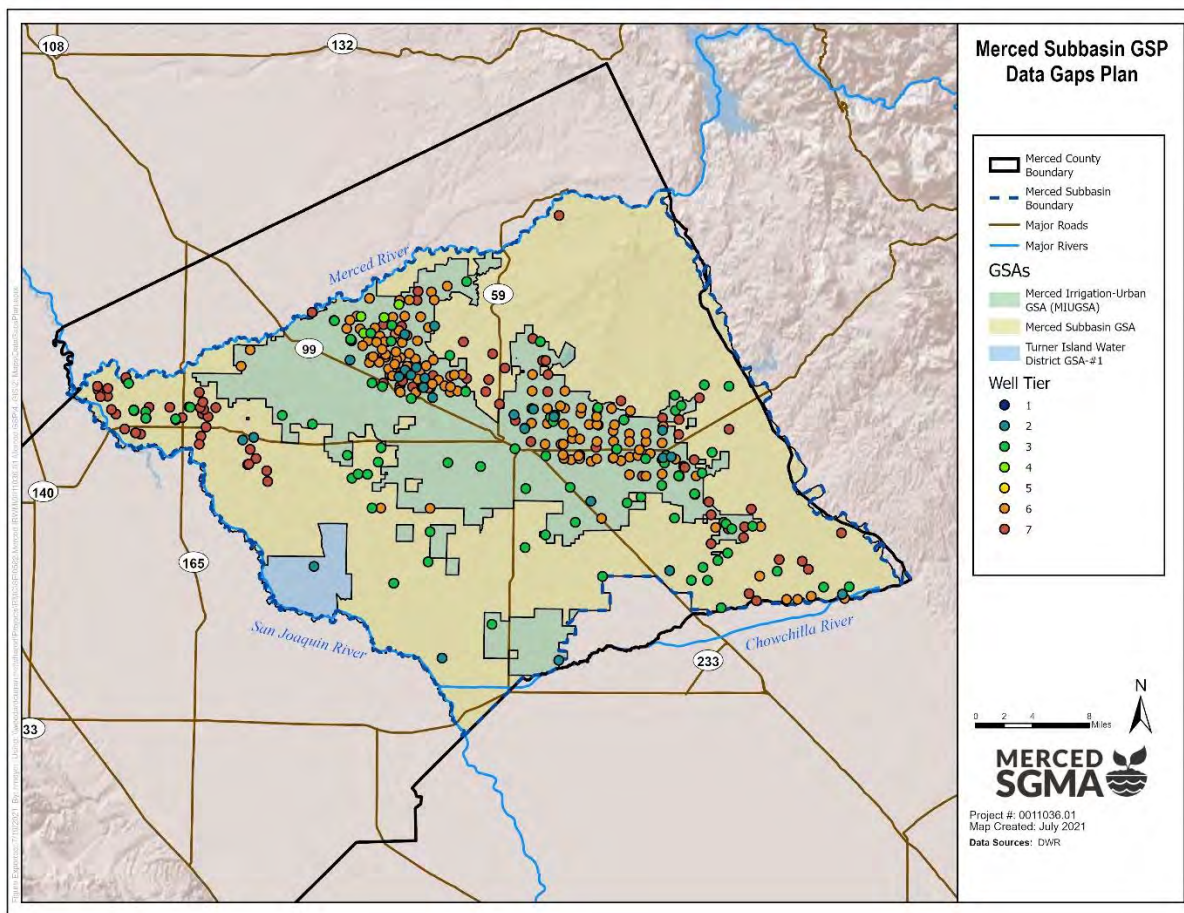 Merced Subbasin GSP
Data Gaps Plan
Merced County
Boundary
Merced Subbasin
Boundary
Major Roads
Major Rivers
GSAs
Merced Irrigation-Urban
GSA (MIUGSA)
Merced Subbasin GSA
Turner Island Water
District GSA-#1
Well Tier
1
2
3
4
5
6
7
108
132
Merced River
59
99
140
165
San Joaquin River
Chowchilla River
233
33
N
0 2 4 8
Miles
MERCED
SGMA
Project #: 0011036.01
Map Created: July 2021
Data Sources: DWR